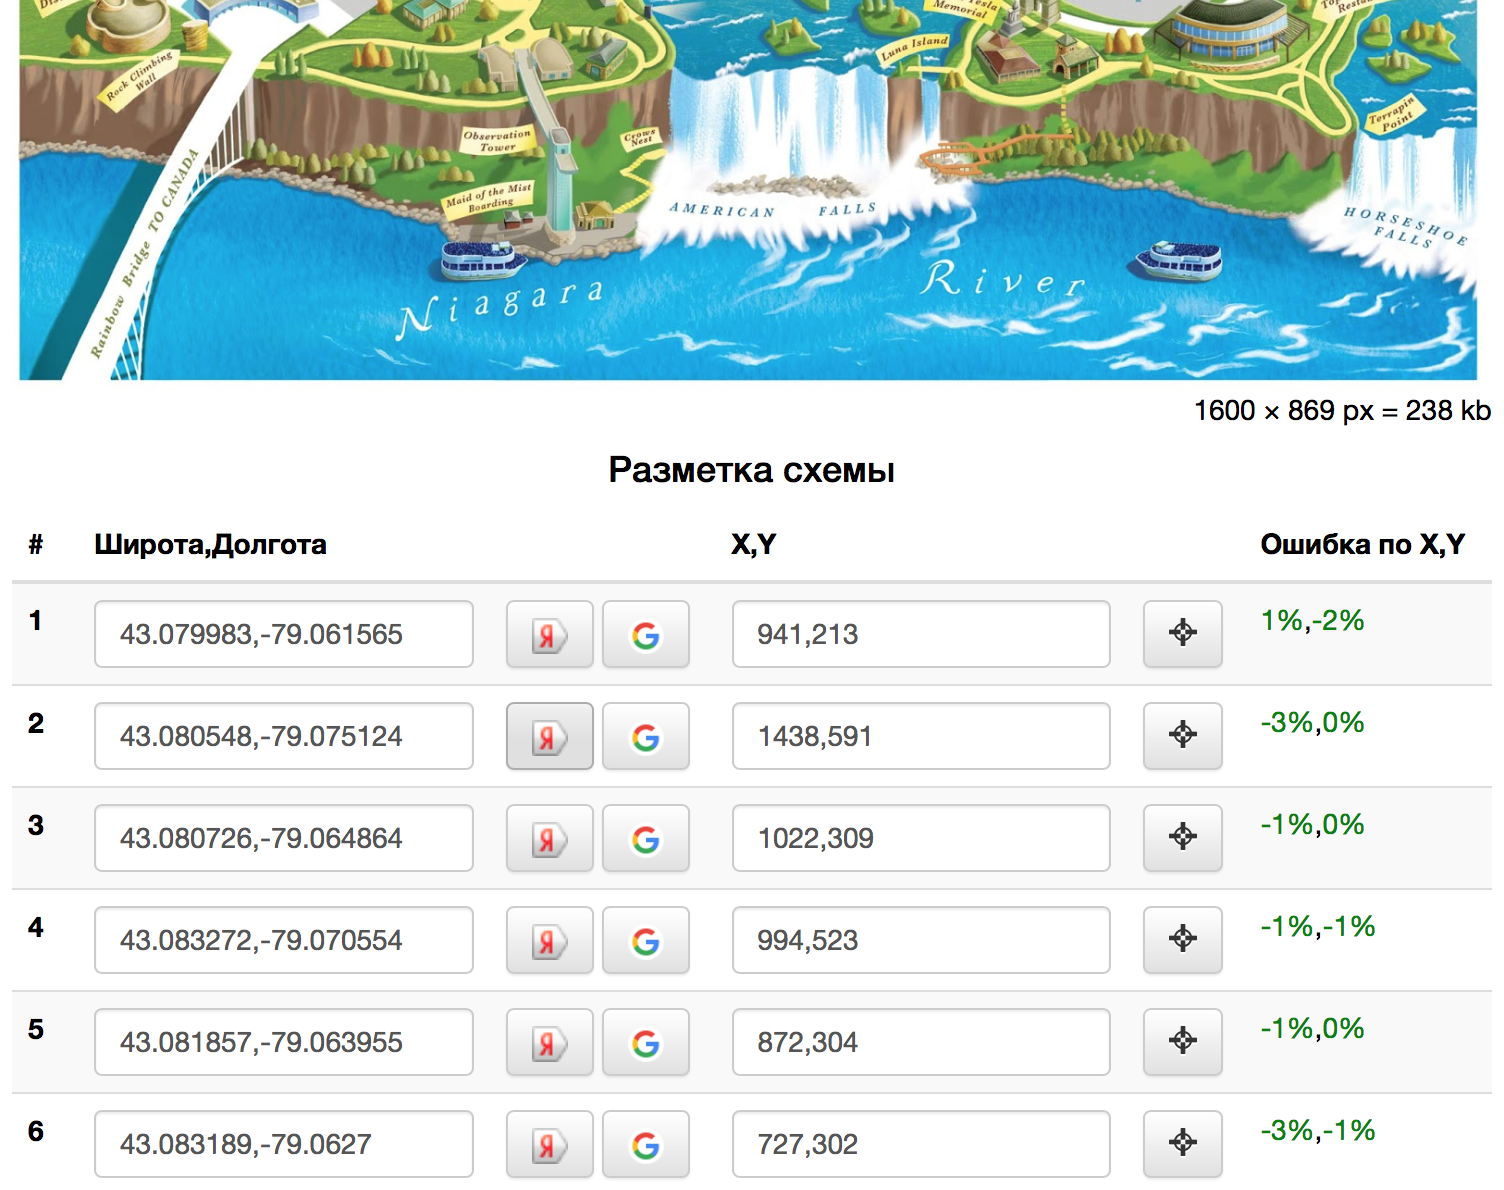 Tesla
Memorial
Luna Island
Rock Climbing
Wall
Terrapin
Point
Observation
Tower
Crows
Nest
Maid of the Mist
Boarding
AMERICAN FALLS
HORSESHOE
FALLS
Rainbow Bridge TO CANADA
Niagara River
1600 × 869 px = 238 kb
Разметка схемы
# Широта,Долгота X,Y Ошибка по X,Y
1 43.079983,-79.061565 Я G 941,213 1%,-2%
2 43.080548,-79.075124 Я G 1438,591 -3%,0%
3 43.080726,-79.064864 Я G 1022,309 -1%,0%
4 43.083272,-79.070554 Я G 994,523 -1%,-1%
5 43.081857,-79.063955 Я G 872,304 -1%,0%
6 43.083189,-79.0627 Я G 727,302 -3%,-1%